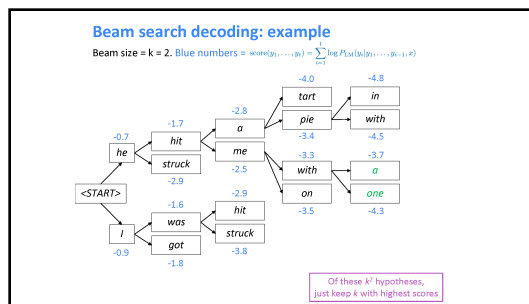 Beam search decoding: example
Beam size = k = 2. Blue numbers = score(y₁, . . . , yₜ) = ∑ᵢ₌₁ᵗ log P_LM(yᵢ|y₁, . . . , yᵢ₋₁, x)
-4.0
-4.8
tart
in
-2.8
-1.7
a
pie
with
-0.7
hit
-3.4
-4.5
he
me
-3.3
-3.7
struck
-2.5
with
a
-2.9
-2.9
on
one
<START>
-1.6
hit
-3.5
-4.3
was
I
struck
got
-0.9
-3.8
-1.8
Of these k² hypotheses,
just keep k with highest scores